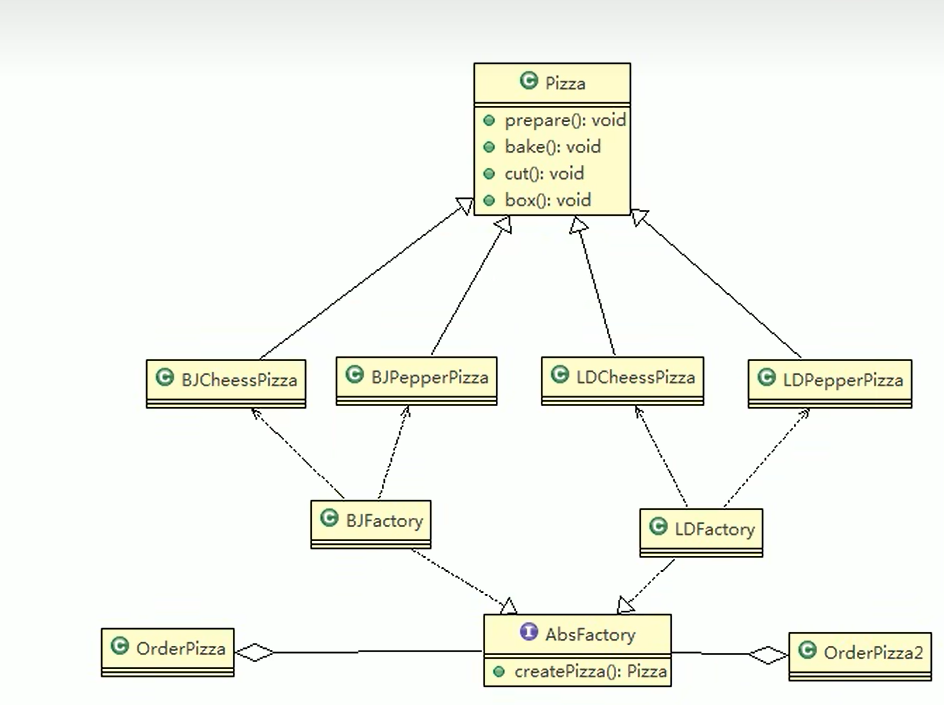 Pizza
prepare(): void
bake(): void
cut(): void
box(): void
BJCheessPizza
BJPepperPizza
LDCheessPizza
LDPepperPizza
BJFactory
LDFactory
OrderPizza
AbsFactory
createPizza(): Pizza
OrderPizza2